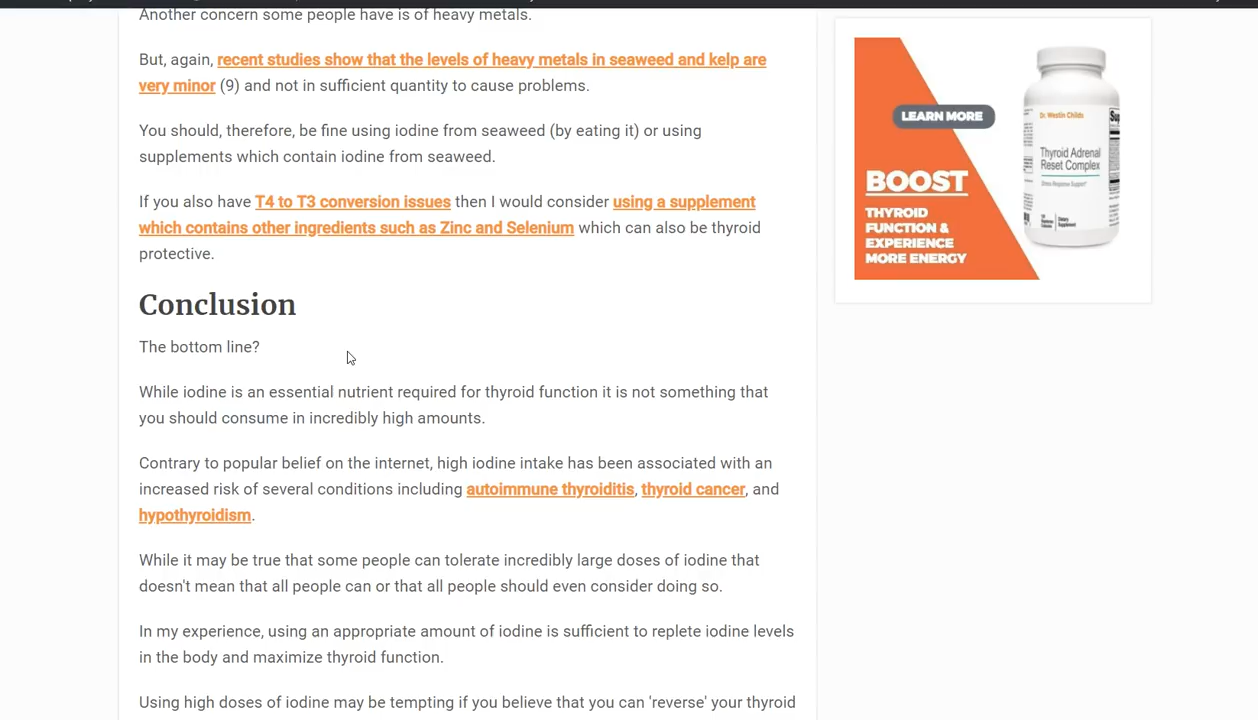 Another concern some people have is of heavy metals.
But, again, recent studies show that the levels of heavy metals in seaweed and kelp are
very minor (9) and not in sufficient quantity to cause problems.
You should, therefore, be fine using iodine from seaweed (by eating it) or using
supplements which contain iodine from seaweed.
If you also have T4 to T3 conversion issues then I would consider using a supplement
which contains other ingredients such as Zinc and Selenium which can also be thyroid
protective.
Conclusion
The bottom line?
While iodine is an essential nutrient required for thyroid function it is not something that
you should consume in incredibly high amounts.
Contrary to popular belief on the internet, high iodine intake has been associated with an
increased risk of several conditions including autoimmune thyroiditis, thyroid cancer, and
hypothyroidism.
While it may be true that some people can tolerate incredibly large doses of iodine that
doesn't mean that all people can or that all people should even consider doing so.
In my experience, using an appropriate amount of iodine is sufficient to replete iodine levels
in the body and maximize thyroid function.
Using high doses of iodine may be tempting if you believe that you can 'reverse' your thyroid
LEARN MORE
BOOST
THYROID
FUNCTION &
EXPERIENCE
MORE ENERGY
Dr. Westin Childs
Thyroid Adrenal
Reset Complex